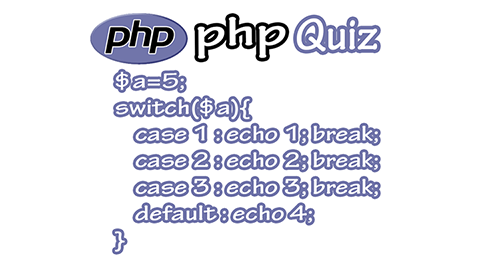 php php Quiz
$a=5;
switch($a){
case 1 : echo 1; break;
case 2 : echo 2; break;
case 3 : echo 3; break;
default : echo 4;
}